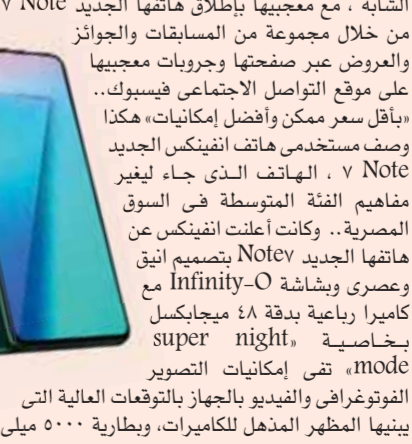 الشابة ، مع معجبيها بإطلاق هاتفها الجديد Note ٧
من خلال مجموعة من المسابقات والجوائز
والعروض عبر صفحتها وجروبات معجبيها
على موقع التواصل الاجتماعى فيسبوك..
«بأقل سعر ممكن وأفضل إمكانيات» هكذا
وصف مستخدمى هاتف انفينكس الجديد
Note ٧ ، الهاتف الذى جاء ليغير
مفاهيم الفئة المتوسطة فى السوق
المصرية.. وكانت أعلنت انفينكس عن
هاتفها الجديد Note٧ بتصميم انيق
وعصرى وبشاشة Infinity-O مع
كاميرا رباعية بدقة ٤٨ ميجابكسل
بخاصية «super night
mode» تفى إمكانيات التصوير
الفوتوغرافى والفيديو بالجهاز بالتوقعات العالية التى
يبنيها المظهر المذهل للكاميرات، وبطارية ٥٠٠٠ ميلى